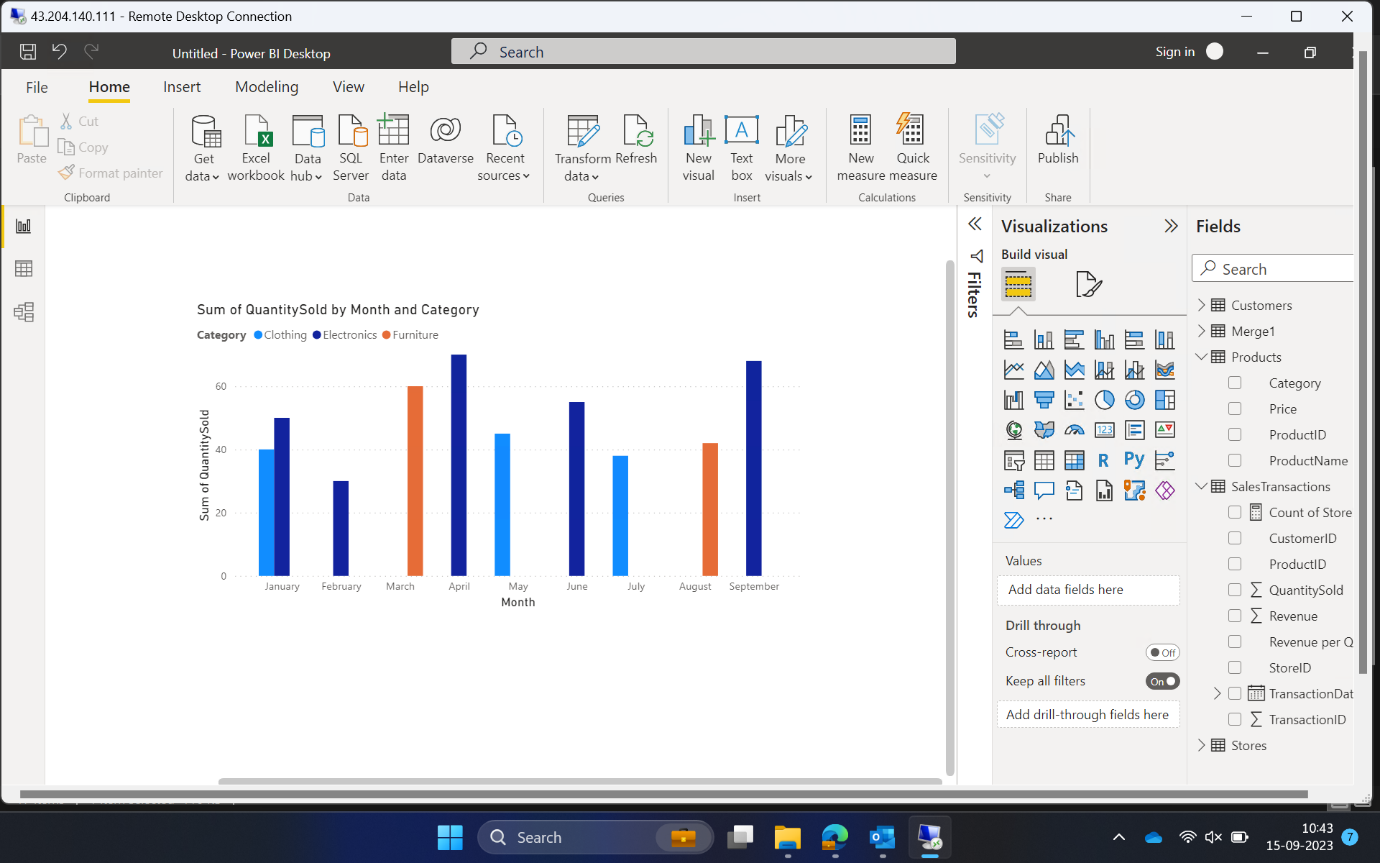 43.204.140.111 - Remote Desktop Connection
Untitled - Power BI Desktop
Search
Sign in
File Home Insert Modeling View Help
Paste
Cut
Copy
Format painter
Clipboard
Get data
Excel workbook
Data hub
SQL Server
Enter data
Dataverse
Recent sources
Data
Transform data
Refresh
Queries
New visual
Text box
More visuals
Insert
New measure
Quick measure
Calculations
Sensitivity
Sensitivity
Publish
Share
Sum of QuantitySold by Month and Category
Category Clothing Electronics Furniture
Sum of QuantitySold
60
40
20
0
January February March April May June July August September
Month
Filters
Visualizations
Build visual
123
R
Py
Values
Add data fields here
Drill through
Cross-report
Off
Keep all filters
On
Add drill-through fields here
Fields
Search
Customers
Merge1
Products
Category
Price
ProductID
ProductName
SalesTransactions
Count of Store
CustomerID
ProductID
QuantitySold
Revenue
Revenue per Q
StoreID
TransactionDat
TransactionID
Stores
Search
10:43
15-09-2023
7